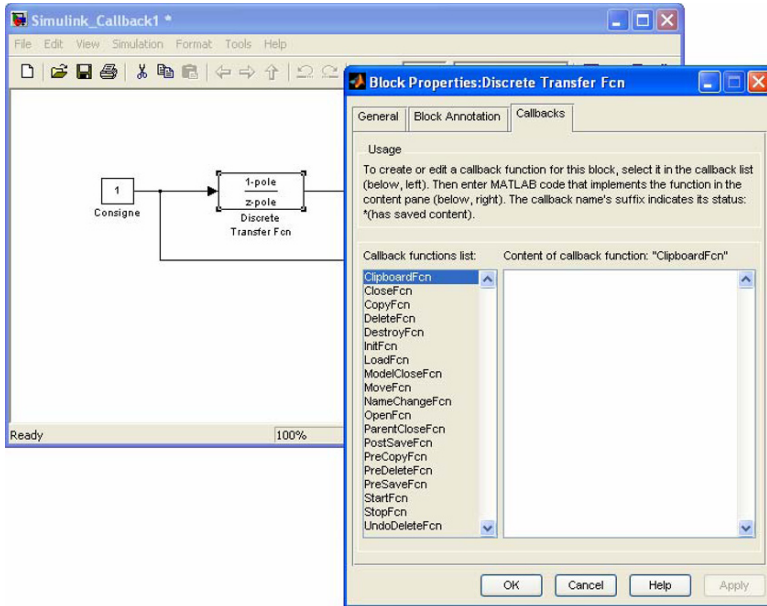 Simulink_Callback1 *
File Edit View Simulation Format Tools Help
1
Consigne
1-pole
z-pole
Discrete
Transfer Fcn
Ready
100%
Block Properties:Discrete Transfer Fcn
General
Block Annotation
Callbacks
Usage
To create or edit a callback function for this block, select it in the callback list
(below, left). Then enter MATLAB code that implements the function in the
content pane (below, right). The callback name's suffix indicates its status:
*(has saved content).
Callback functions list:
Content of callback function: "ClipboardFcn"
ClipboardFcn
CloseFcn
CopyFcn
DeleteFcn
DestroyFcn
InitFcn
LoadFcn
ModelCloseFcn
MoveFcn
NameChangeFcn
OpenFcn
ParentCloseFcn
PostSaveFcn
PreCopyFcn
PreDeleteFcn
PreSaveFcn
StartFcn
StopFcn
UndoDeleteFcn
OK
Cancel
Help
Apply